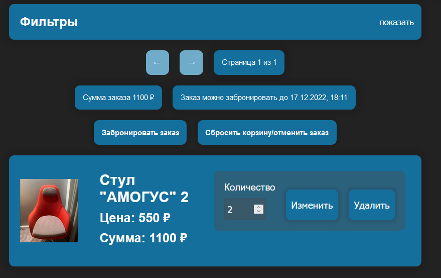 Фильтры
показать
← → Страница 1 из 1
Сумма заказа 1100 ₽
Заказ можно забронировать до 17.12.2022, 18:11
Забронировать заказ
Сбросить корзину/отменить заказ
Стул
"АМОГУС" 2
Цена: 550 ₽
Сумма: 1100 ₽
Количество
2
Изменить
Удалить